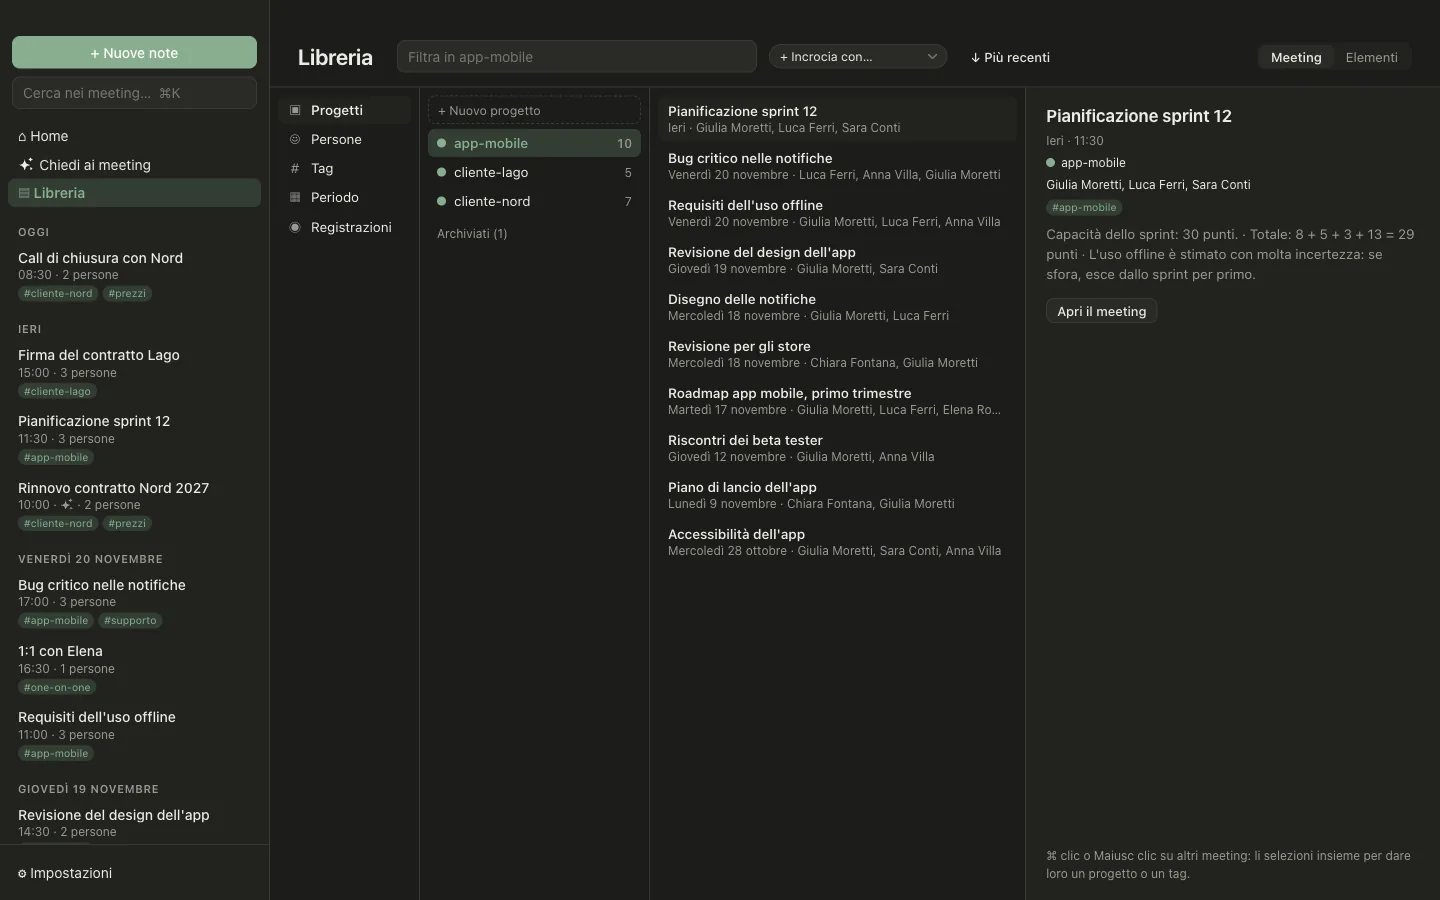 + Nuove note
Cerca nei meeting... ⌘K
Home
Chiedi ai meeting
Libreria
OGGI
Call di chiusura con Nord
08:30 · 2 persone
#cliente-nord #prezzi
IERI
Firma del contratto Lago
15:00 · 3 persone
#cliente-lago
Pianificazione sprint 12
11:30 · 3 persone
#app-mobile
Rinnovo contratto Nord 2027
10:00 · · 2 persone
#cliente-nord #prezzi
VENERDÌ 20 NOVEMBRE
Bug critico nelle notifiche
17:00 · 3 persone
#app-mobile #supporto
1:1 con Elena
16:30 · 1 persona
#one-on-one
Requisiti dell'uso offline
11:00 · 3 persone
#app-mobile
GIOVEDÌ 19 NOVEMBRE
Revisione del design dell'app
14:30 · 2 persone
Impostazioni
Libreria
Filtra in app-mobile
+ Incrocia con...
↓ Più recenti
Meeting
Elementi
Progetti
Persone
# Tag
Periodo
Registrazioni
+ Nuovo progetto
app-mobile 10
cliente-lago 5
cliente-nord 7
Archiviati (1)
Pianificazione sprint 12
Ieri · Giulia Moretti, Luca Ferri, Sara Conti
Bug critico nelle notifiche
Venerdì 20 novembre · Luca Ferri, Anna Villa, Giulia Moretti
Requisiti dell'uso offline
Venerdì 20 novembre · Giulia Moretti, Luca Ferri, Anna Villa
Revisione del design dell'app
Giovedì 19 novembre · Giulia Moretti, Sara Conti
Disegno delle notifiche
Mercoledì 18 novembre · Giulia Moretti, Luca Ferri
Revisione per gli store
Mercoledì 18 novembre · Chiara Fontana, Giulia Moretti
Roadmap app mobile, primo trimestre
Martedì 17 novembre · Giulia Moretti, Luca Ferri, Elena Ro...
Riscontri dei beta tester
Giovedì 12 novembre · Giulia Moretti, Anna Villa
Piano di lancio dell'app
Lunedì 9 novembre · Chiara Fontana, Giulia Moretti
Accessibilità dell'app
Mercoledì 28 ottobre · Giulia Moretti, Sara Conti, Anna Villa
Pianificazione sprint 12
Ieri · 11:30
app-mobile
Giulia Moretti, Luca Ferri, Sara Conti
#app-mobile
Capacità dello sprint: 30 punti. · Totale: 8 + 5 + 3 + 13 = 29
punti · L'uso offline è stimato con molta incertezza: se
sfora, esce dallo sprint per primo.
Apri il meeting
⌘ clic o Maiusc clic su altri meeting: li selezioni insieme per dare
loro un progetto o un tag.